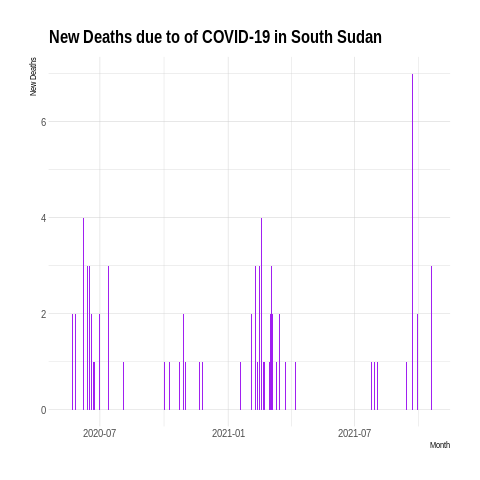 New Deaths due to of COVID-19 in South Sudan
New Deaths
6
4
2
0
2020-07
2021-01
2021-07
Month